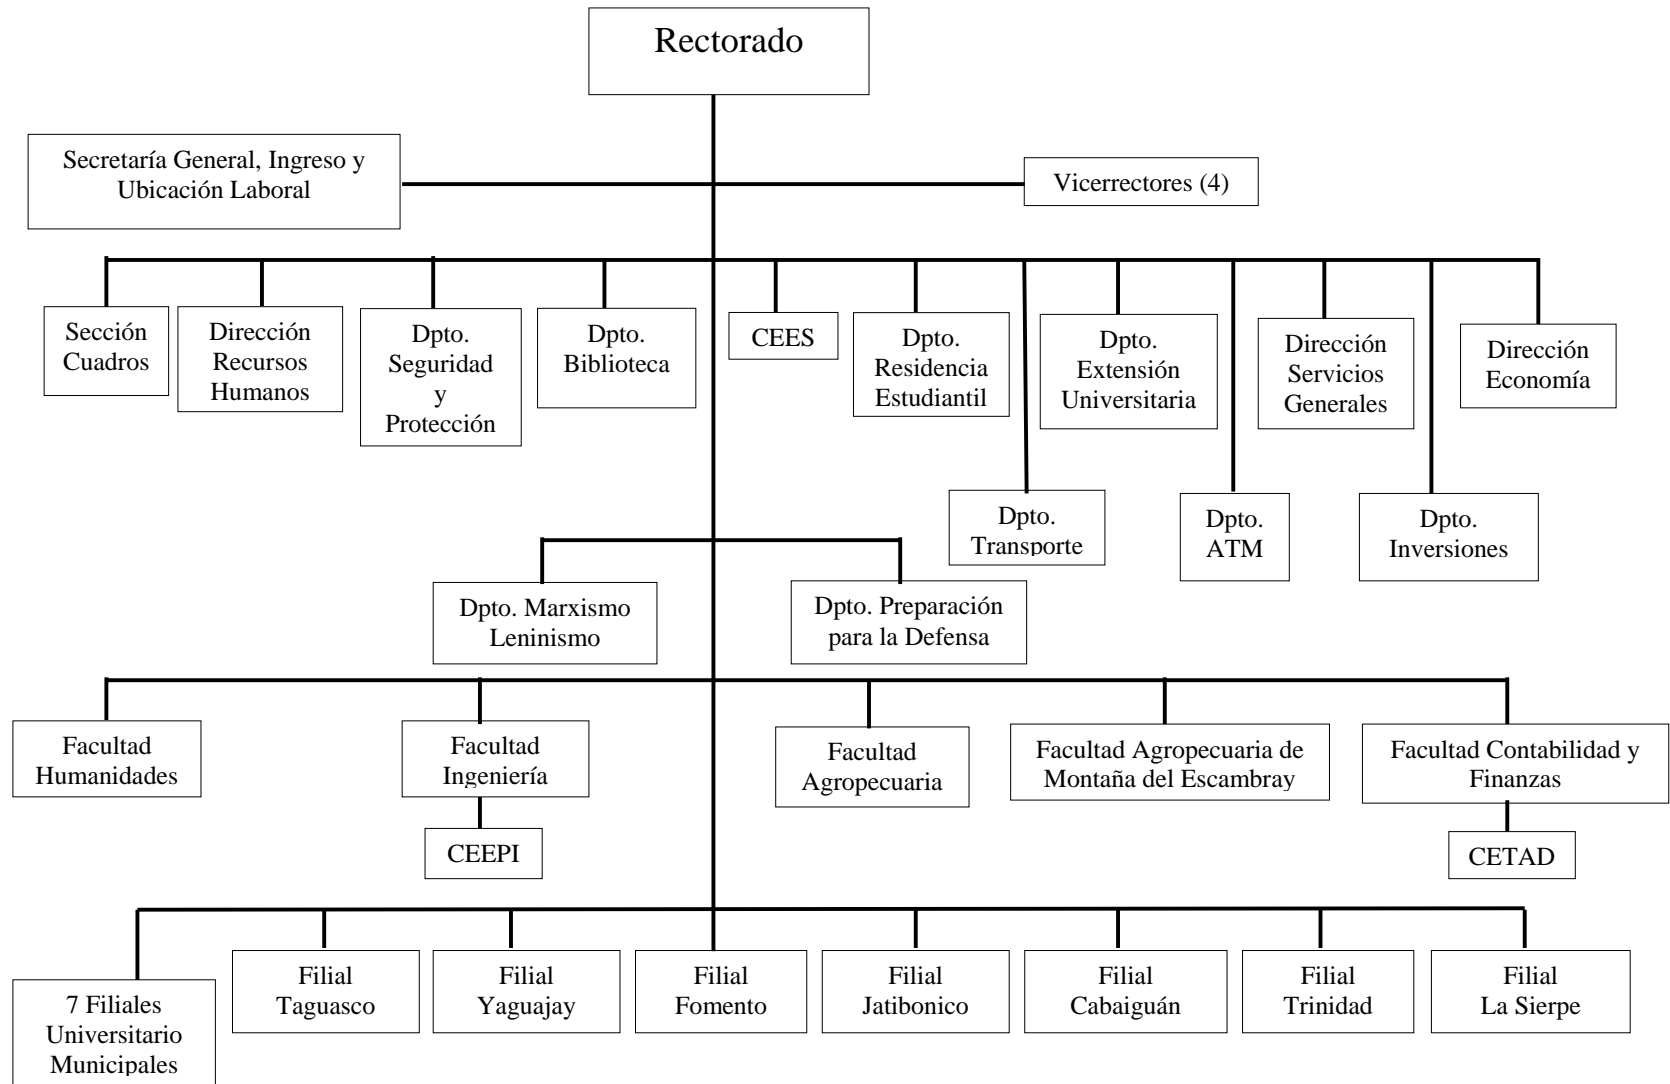 Rectorado
Secretaría General, Ingreso y
Ubicación Laboral
Vicerrectores (4)
Sección
Cuadros
Dirección
Recursos
Humanos
Dpto.
Seguridad
y
Protección
Dpto.
Biblioteca
CEES
Dpto.
Residencia
Estudiantil
Dpto.
Extensión
Universitaria
Dirección
Servicios
Generales
Dirección
Economía
Dpto.
Transporte
Dpto.
ATM
Dpto.
Inversiones
Dpto. Marxismo
Leninismo
Dpto. Preparación
para la Defensa
Facultad
Humanidades
Facultad
Ingeniería
Facultad
Agropecuaria
Facultad Agropecuaria de
Montaña del Escambray
Facultad Contabilidad y
Finanzas
CEEPI
CETAD
7 Filiales
Universitario
Municipales
Filial
Taguasco
Filial
Yaguajay
Filial
Fomento
Filial
Jatibonico
Filial
Cabaiguán
Filial
Trinidad
Filial
La Sierpe